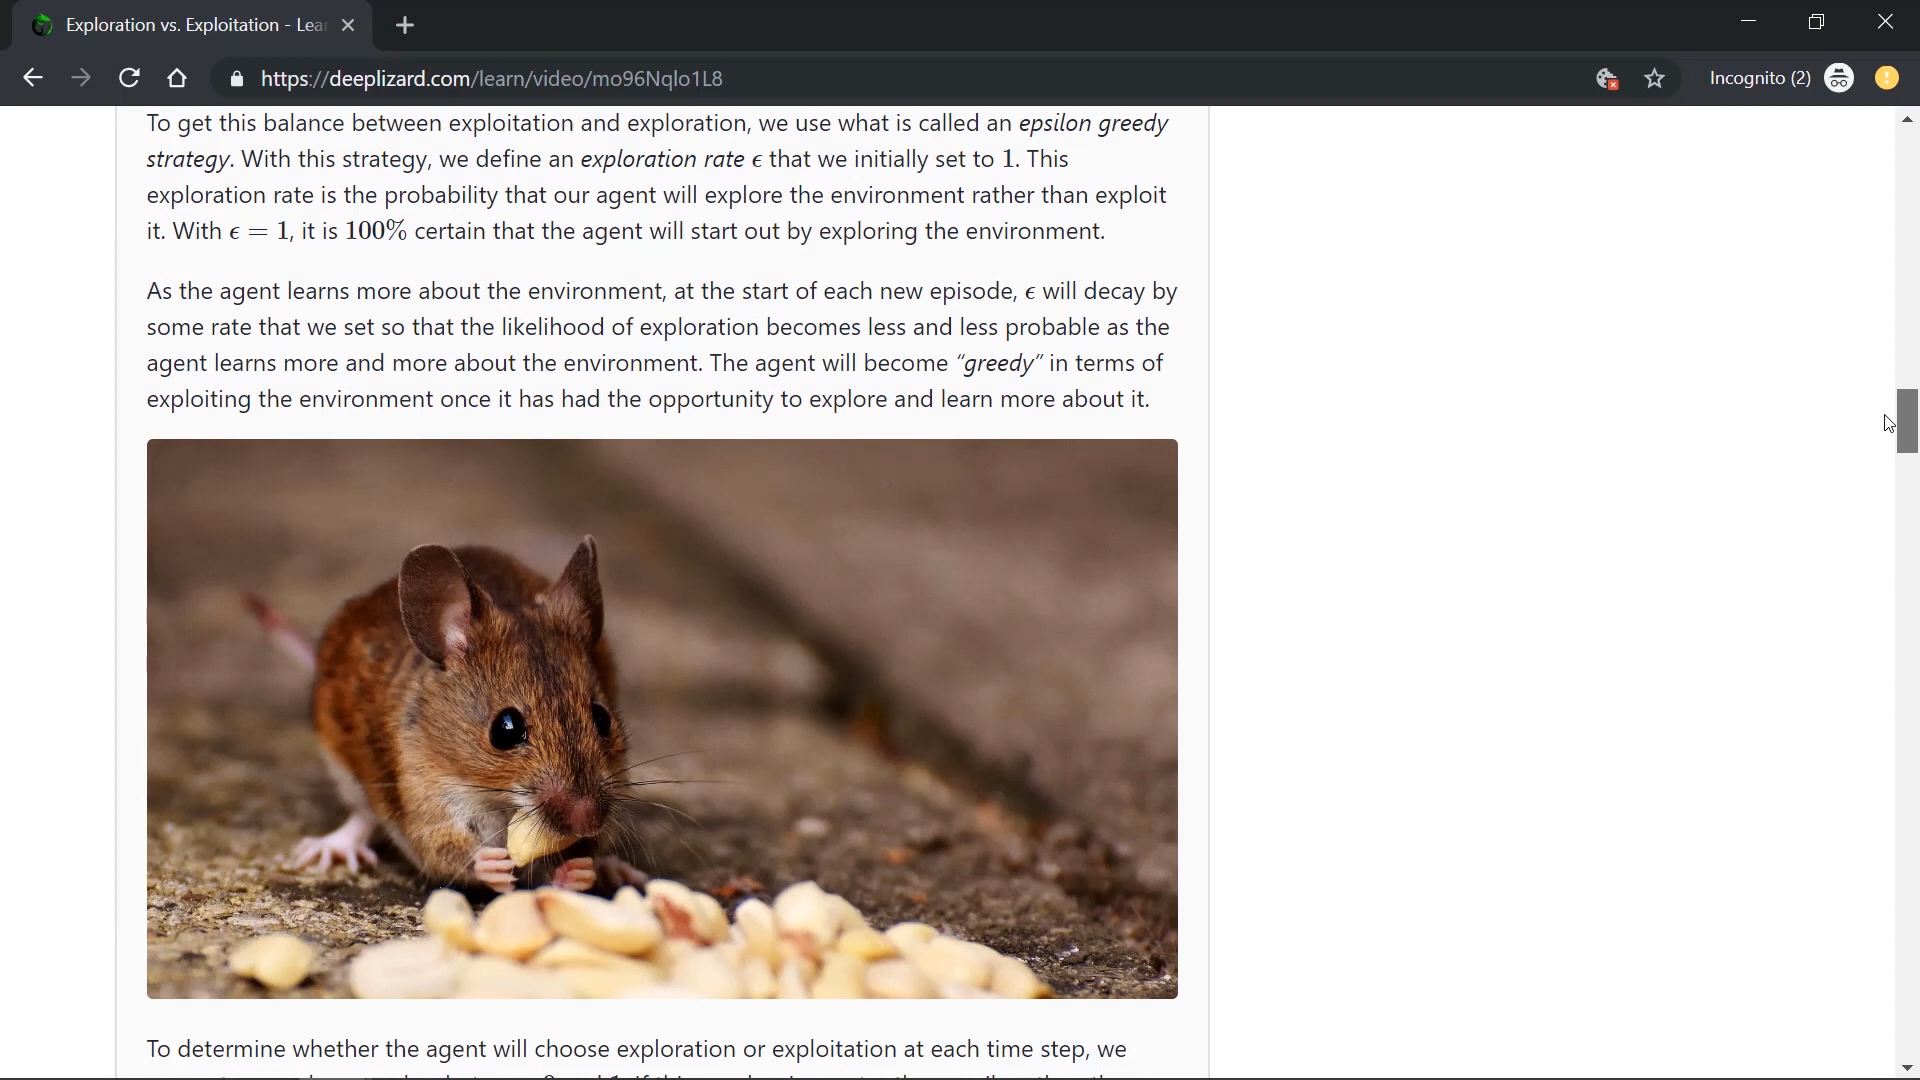 Exploration vs. Exploitation - Lea
https://deeplizard.com/learn/video/mo96Nqlo1L8
Incognito (2)
To get this balance between exploitation and exploration, we use what is called an epsilon greedy
strategy. With this strategy, we define an exploration rate ϵ that we initially set to 1. This
exploration rate is the probability that our agent will explore the environment rather than exploit
it. With ϵ = 1, it is 100% certain that the agent will start out by exploring the environment.
As the agent learns more about the environment, at the start of each new episode, ϵ will decay by
some rate that we set so that the likelihood of exploration becomes less and less probable as the
agent learns more and more about the environment. The agent will become “greedy” in terms of
exploiting the environment once it has had the opportunity to explore and learn more about it.
To determine whether the agent will choose exploration or exploitation at each time step, we